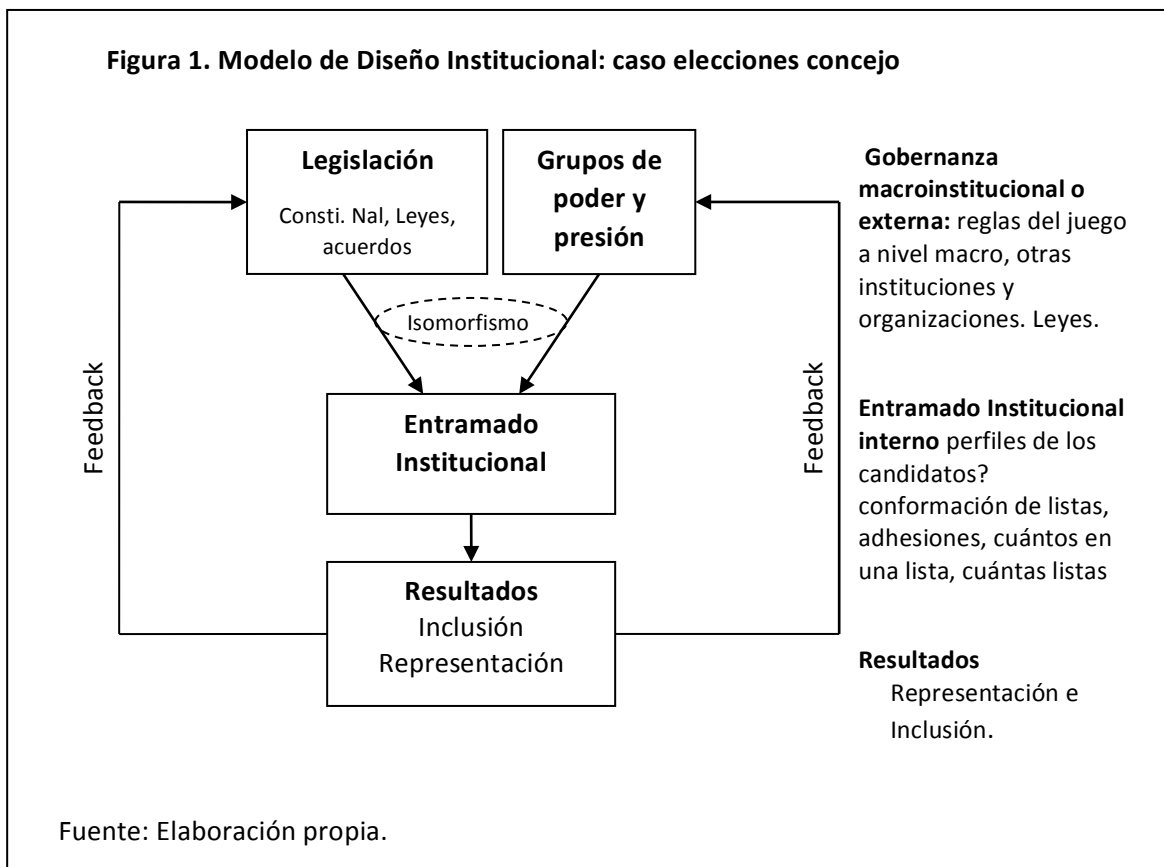 Figura 1. Modelo de Diseño Institucional: caso elecciones concejo
Legislación
Consti. Nal, Leyes,
acuerdos
Grupos de
poder y
presión
Isomorfismo
Entramado
Institucional
Resultados
Inclusión
Representación
Feedback
Feedback
Gobernanza
macroinstitucional o
externa: reglas del juego
a nivel macro, otras
instituciones y
organizaciones. Leyes.
Entramado Institucional
interno perfiles de los
candidatos?
conformación de listas,
adhesiones, cuántos en
una lista, cuántas listas
Resultados
Representación e
Inclusión.
Fuente: Elaboración propia.